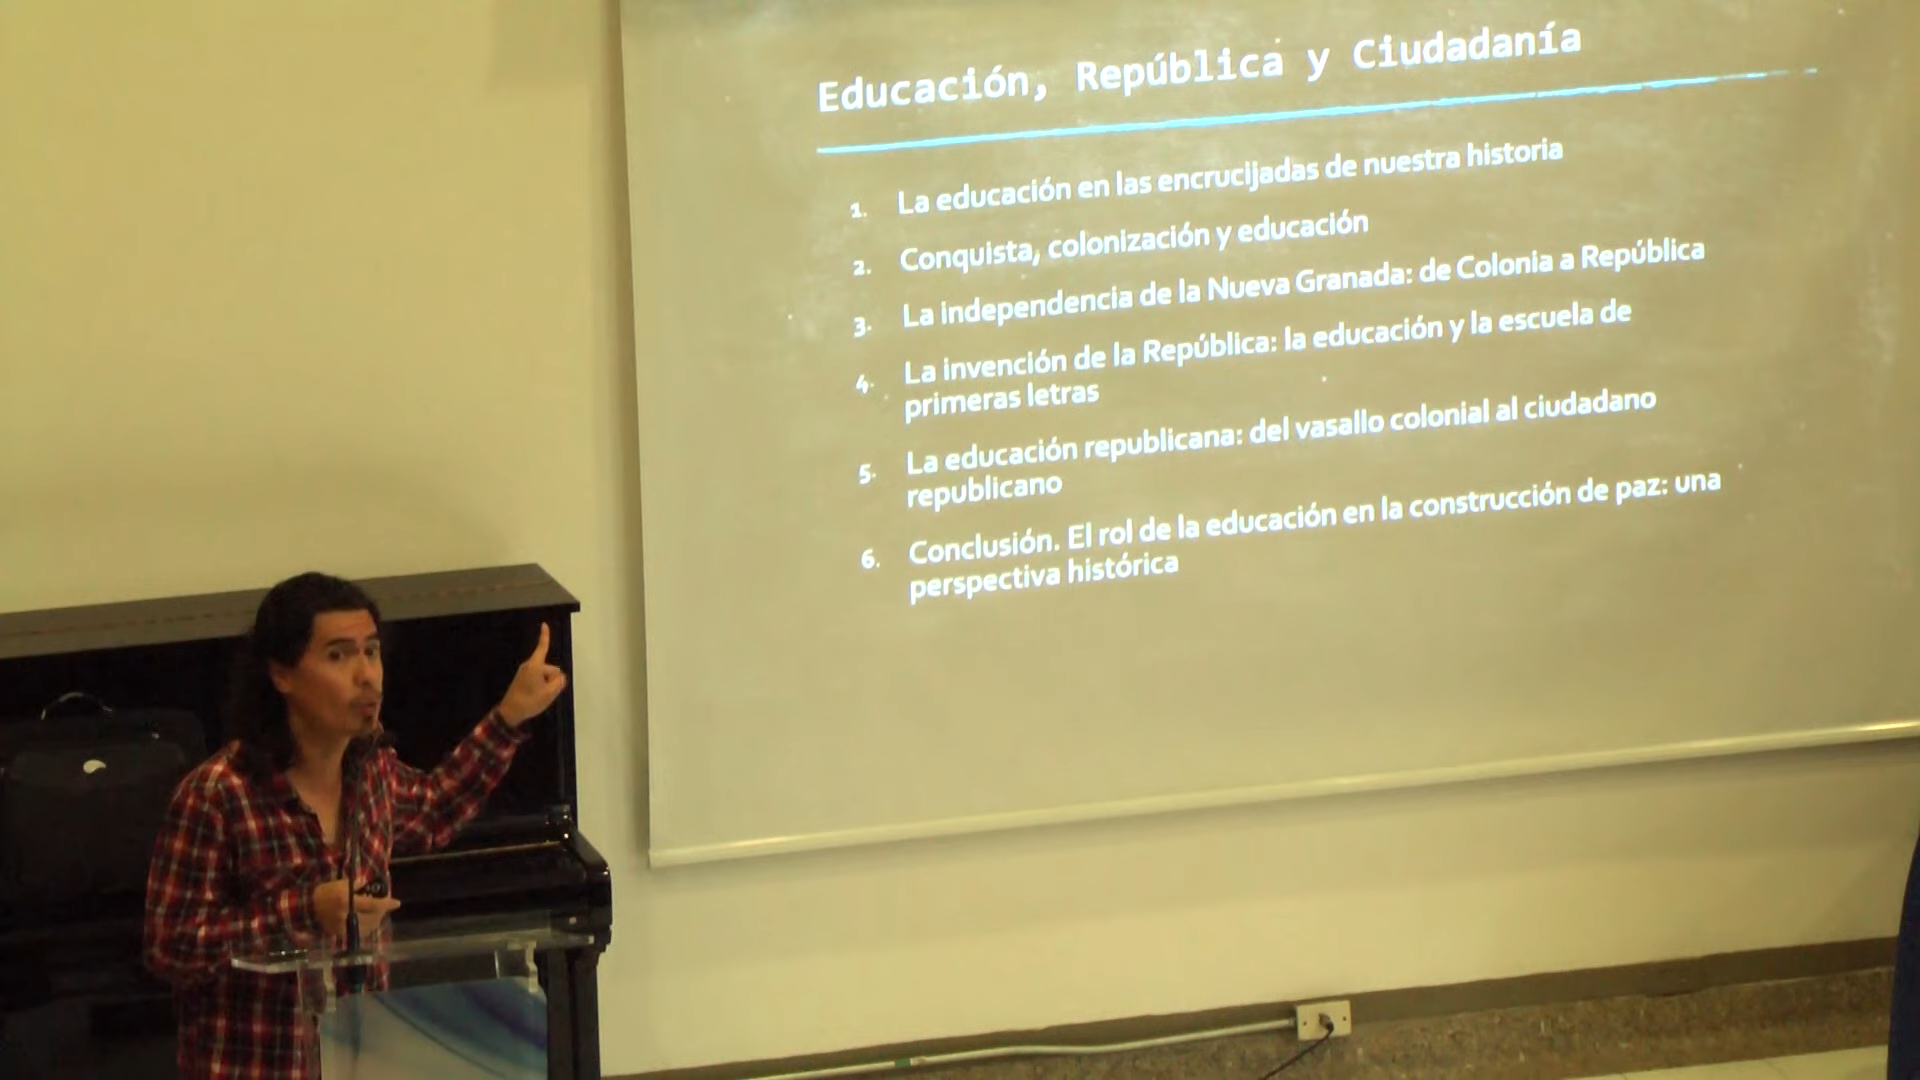 Educación, República y Ciudadanía
1. La educación en las encrucijadas de nuestra historia
2. Conquista, colonización y educación
3. La independencia de la Nueva Granada: de Colonia a República
4. La invención de la República: la educación y la escuela de
primeras letras
5. La educación republicana: del vasallo colonial al ciudadano
republicano
6. Conclusión. El rol de la educación en la construcción de paz: una
perspectiva histórica